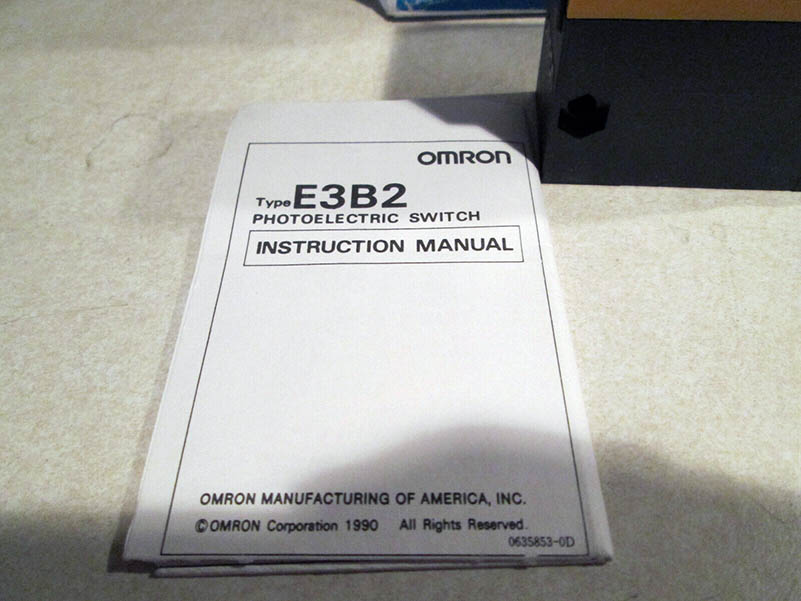 OMRON
Type E3B2
PHOTOELECTRIC SWITCH
INSTRUCTION MANUAL
OMRON MANUFACTURING OF AMERICA, INC.
©OMRON Corporation 1990 All Rights Reserved.
0635853-0D